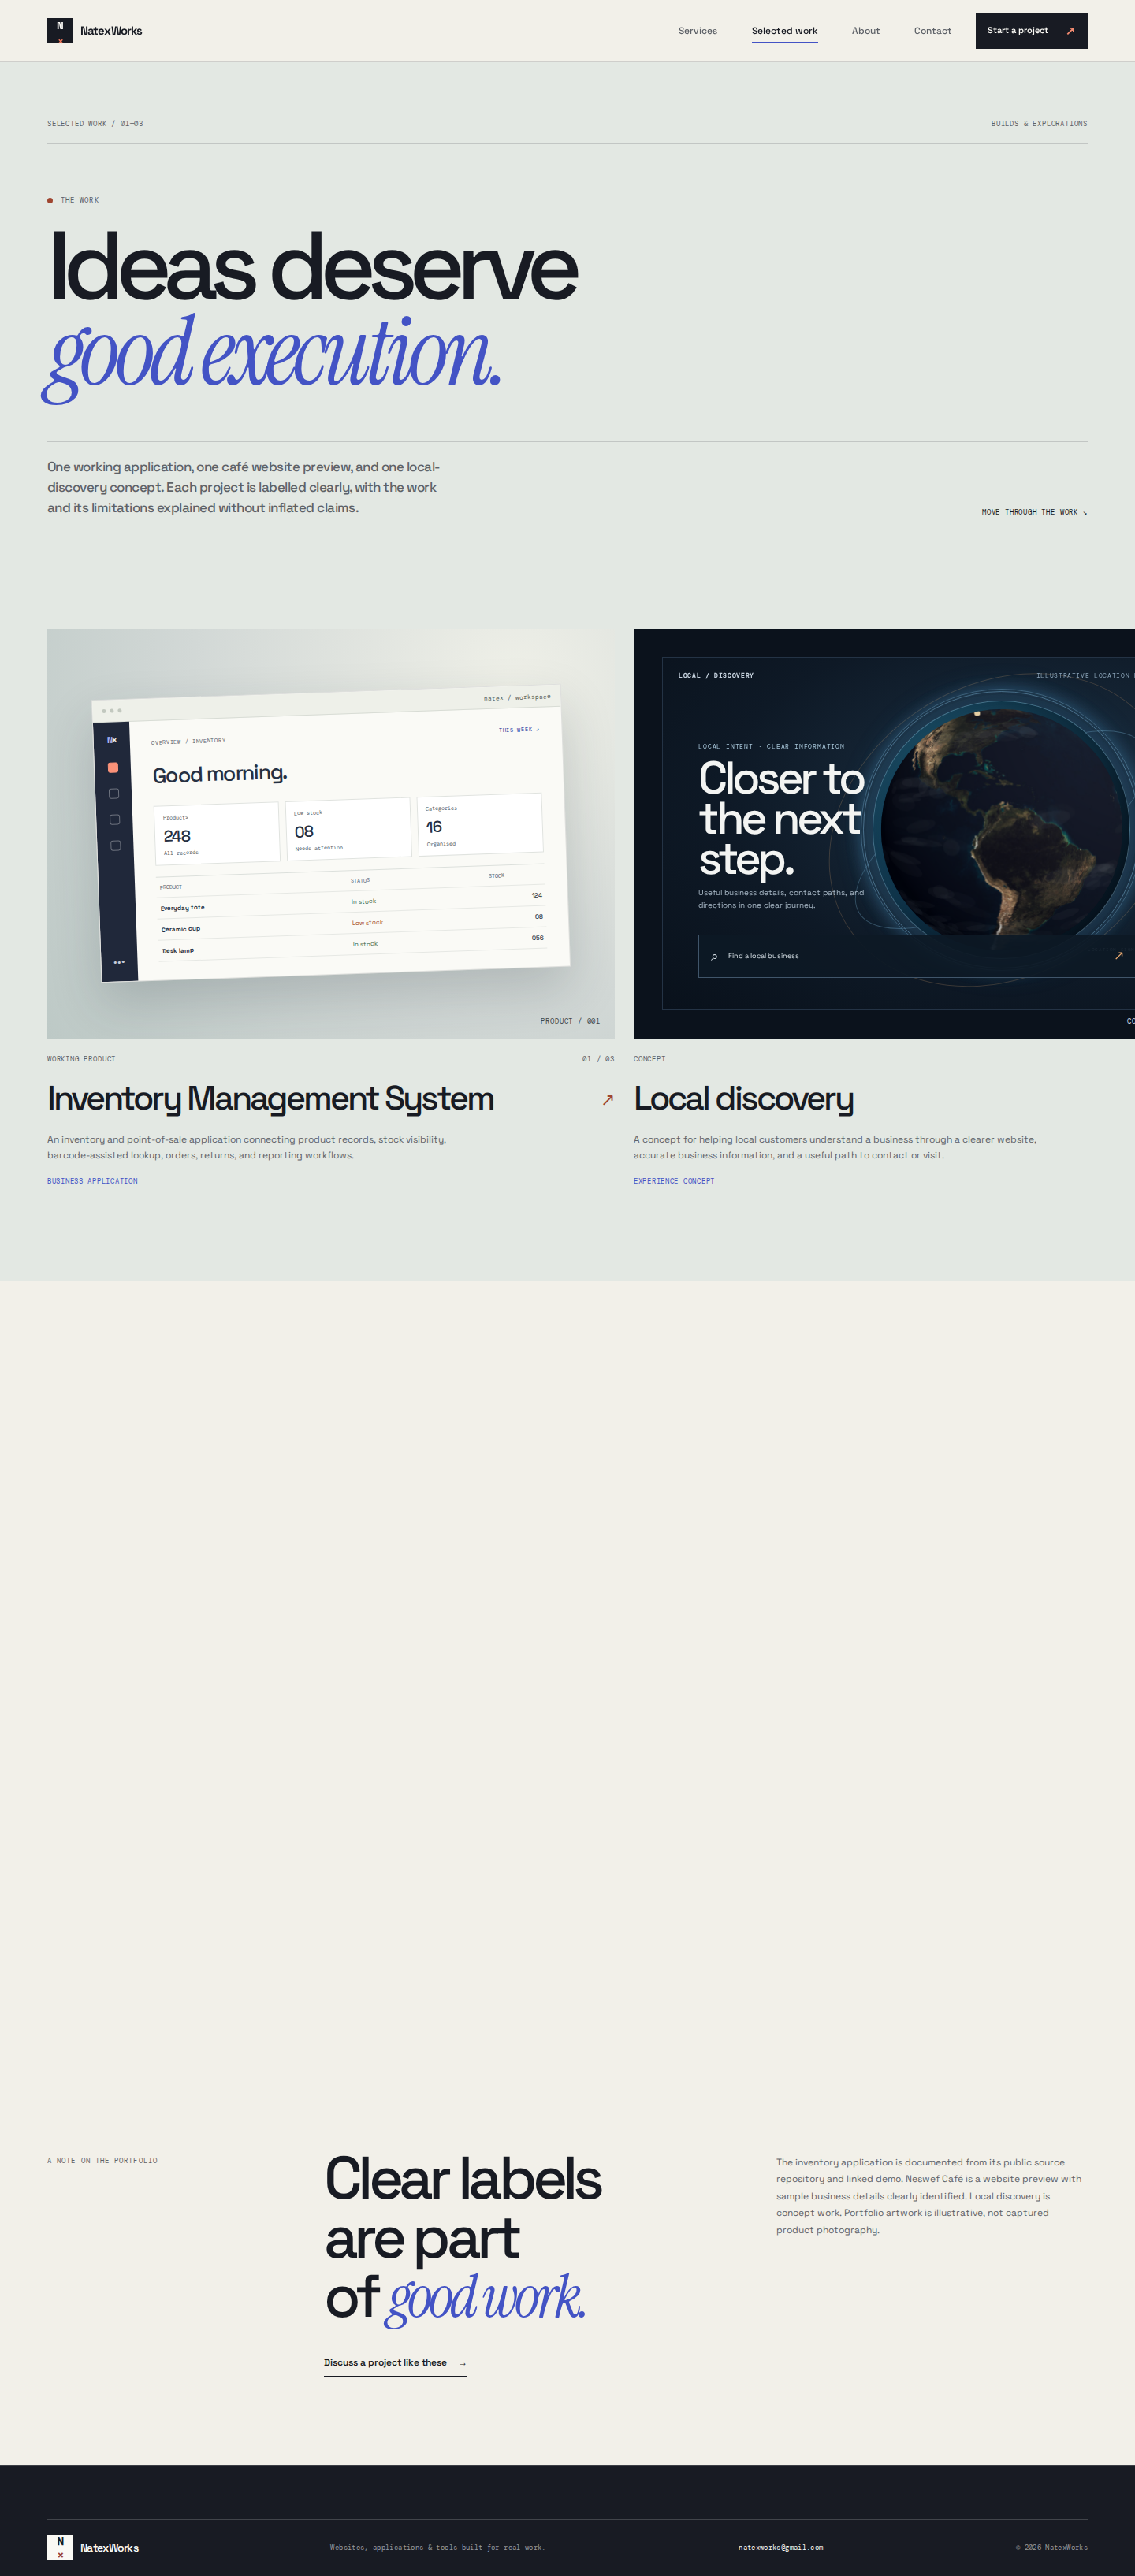 N
×
NatexWorks
Services
Selected work
About
Contact
Start a project ↗
SELECTED WORK / 01—03
BUILDS & EXPLORATIONS
THE WORK
Ideas deserve
good execution.
One working application, one café website preview, and one local-
discovery concept. Each project is labelled clearly, with the work
and its limitations explained without inflated claims.
MOVE THROUGH THE WORK ↘
natex / workspace
N×
OVERVIEW / INVENTORY
THIS WEEK ↗
Good morning.
Products
248
All records
Low stock
08
Needs attention
Categories
16
Organised
PRODUCT
STATUS
STOCK
Everyday tote
In stock
124
Ceramic cup
Low stock
08
Desk lamp
In stock
056
PRODUCT / 001
WORKING PRODUCT
01 / 03
Inventory Management System ↗
An inventory and point-of-sale application connecting product records, stock visibility,
barcode-assisted lookup, orders, returns, and reporting workflows.
BUSINESS APPLICATION
LOCAL / DISCOVERY
ILLUSTRATIVE LOCATION
LOCAL INTENT · CLEAR INFORMATION
Closer to
the next
step.
Useful business details, contact paths, and
directions in one clear journey.
Find a local business ↗
CO
CONCEPT
Local discovery
A concept for helping local customers understand a business through a clearer website,
accurate business information, and a useful path to contact or visit.
EXPERIENCE CONCEPT
A NOTE ON THE PORTFOLIO
Clear labels
are part
of good work.
Discuss a project like these →
The inventory application is documented from its public source
repository and linked demo. Neswef Café is a website preview with
sample business details clearly identified. Local discovery is
concept work. Portfolio artwork is illustrative, not captured
product photography.
N
×
NatexWorks
Websites, applications & tools built for real work.
natexworks@gmail.com
© 2026 NatexWorks